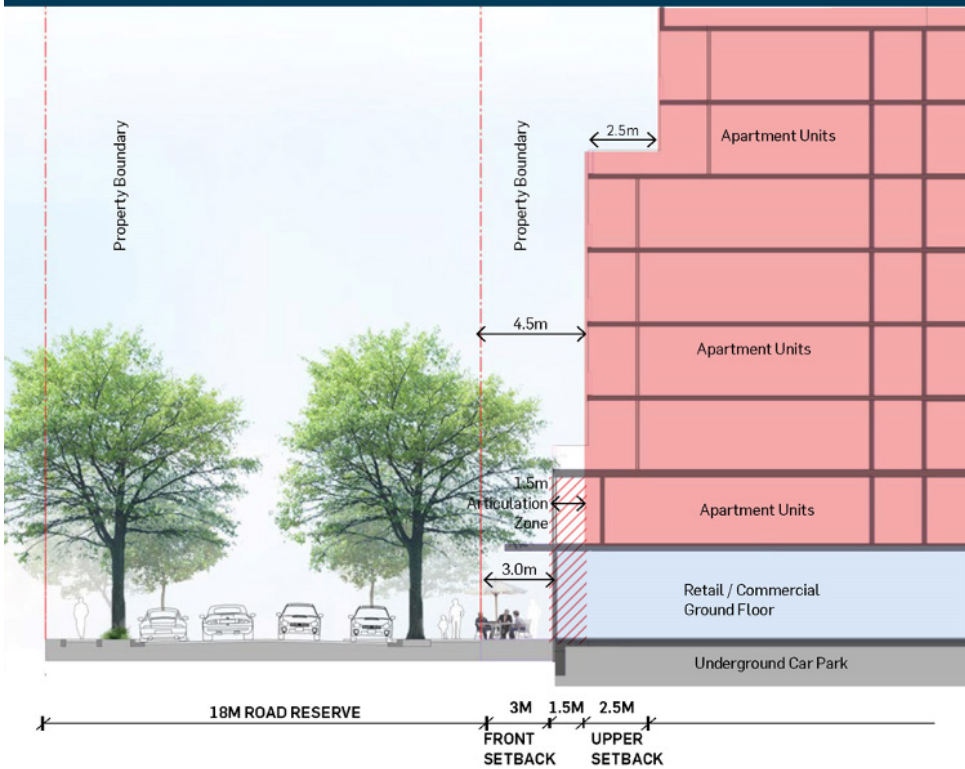 Property Boundary
Property Boundary
2.5m
Apartment Units
4.5m
Apartment Units
1.5m
Articulation
Zone
Apartment Units
3.0m
Retail / Commercial
Ground Floor
Underground Car Park
18M ROAD RESERVE
3M
1.5M
2.5M
FRONT
SETBACK
UPPER
SETBACK